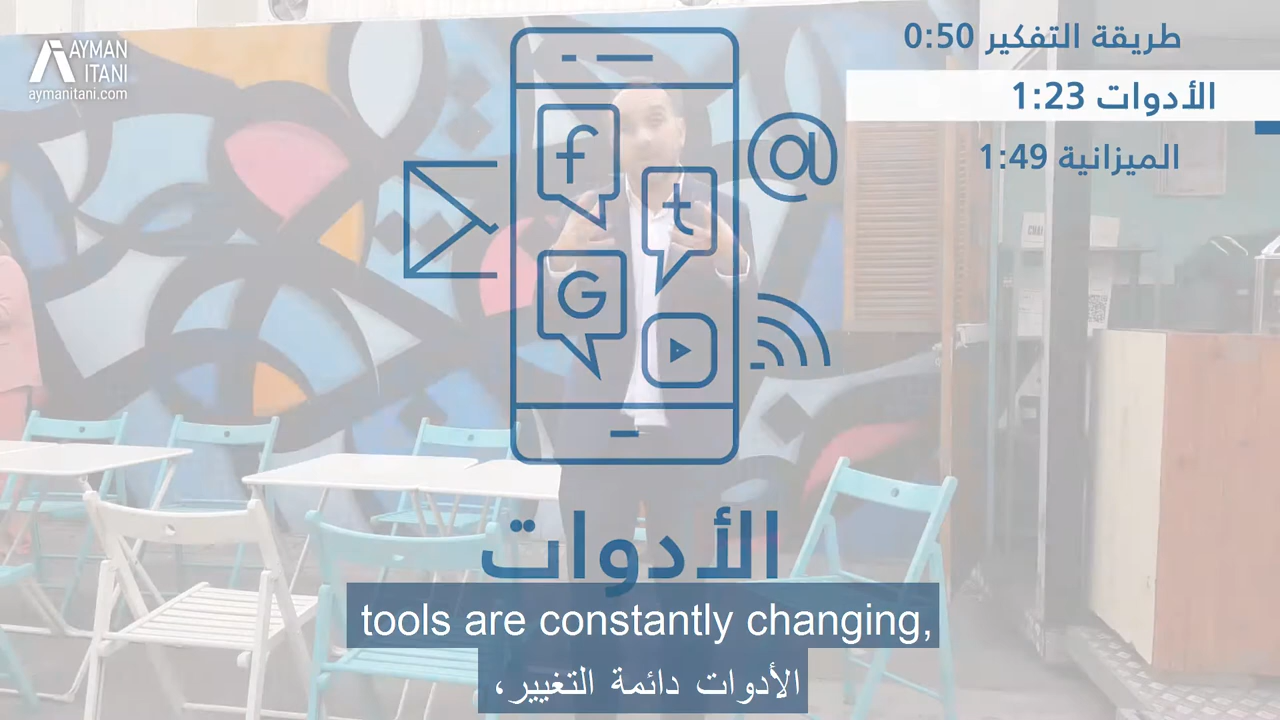 AYMAN
ITANI
aymanitani.com
طريقة التفكير 0:50
الأدوات 1:23
الميزانية 1:49
f
t
@
G
الأدوات
tools are constantly changing,
الأدوات دائمة التغيير،